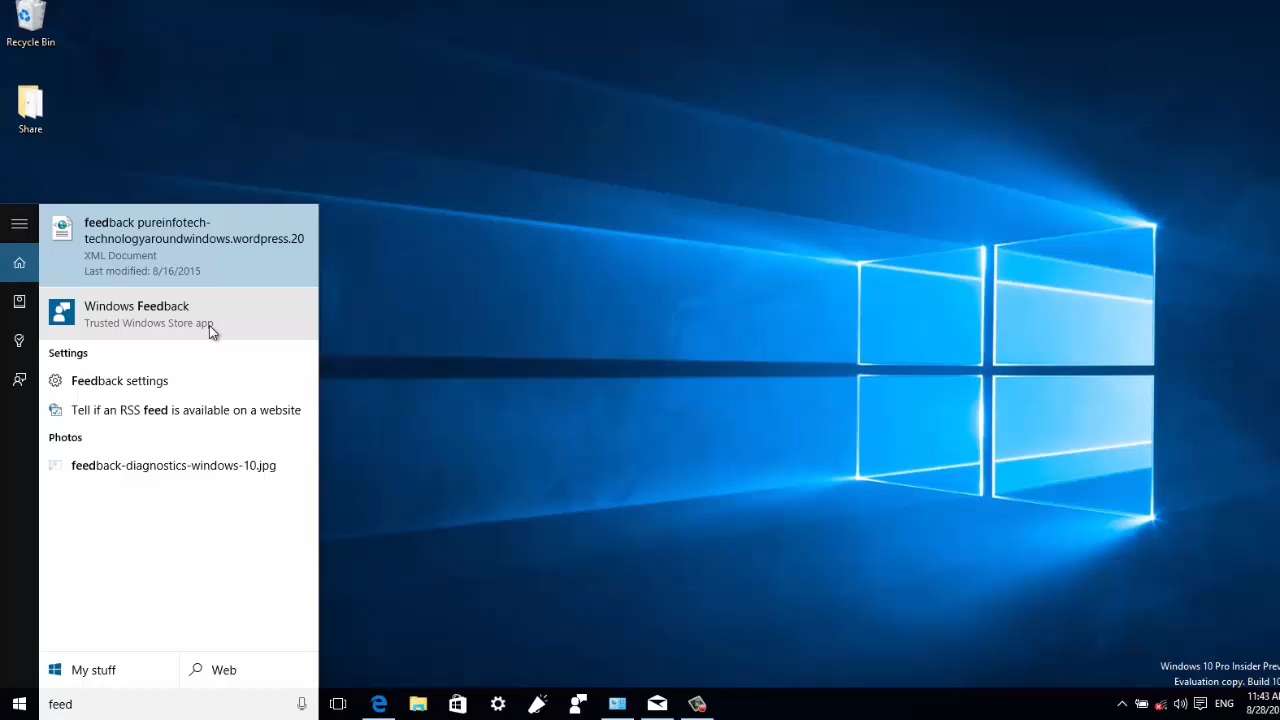 Recycle Bin
Share
feedback pureinfotech-
technologyaroundwindows.wordpress.20
XML Document
Last modified: 8/16/2015
Windows Feedback
Trusted Windows Store app
Settings
Feedback settings
Tell if an RSS feed is available on a website
Photos
feedback-diagnostics-windows-10.jpg
My stuff
Web
feed
Windows 10 Pro Insider Prev
Evaluation copy. Build 10
ENG
11:43 A
8/28/20